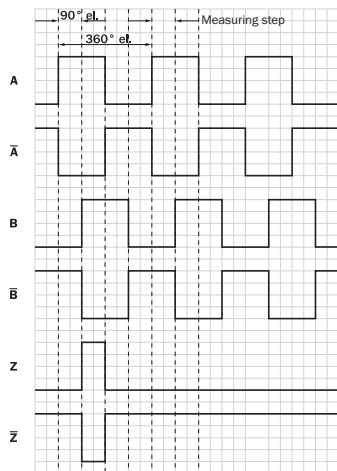 90° el. Measuring step
360° el.
A
A̅
B
B̅
Z
Z̅